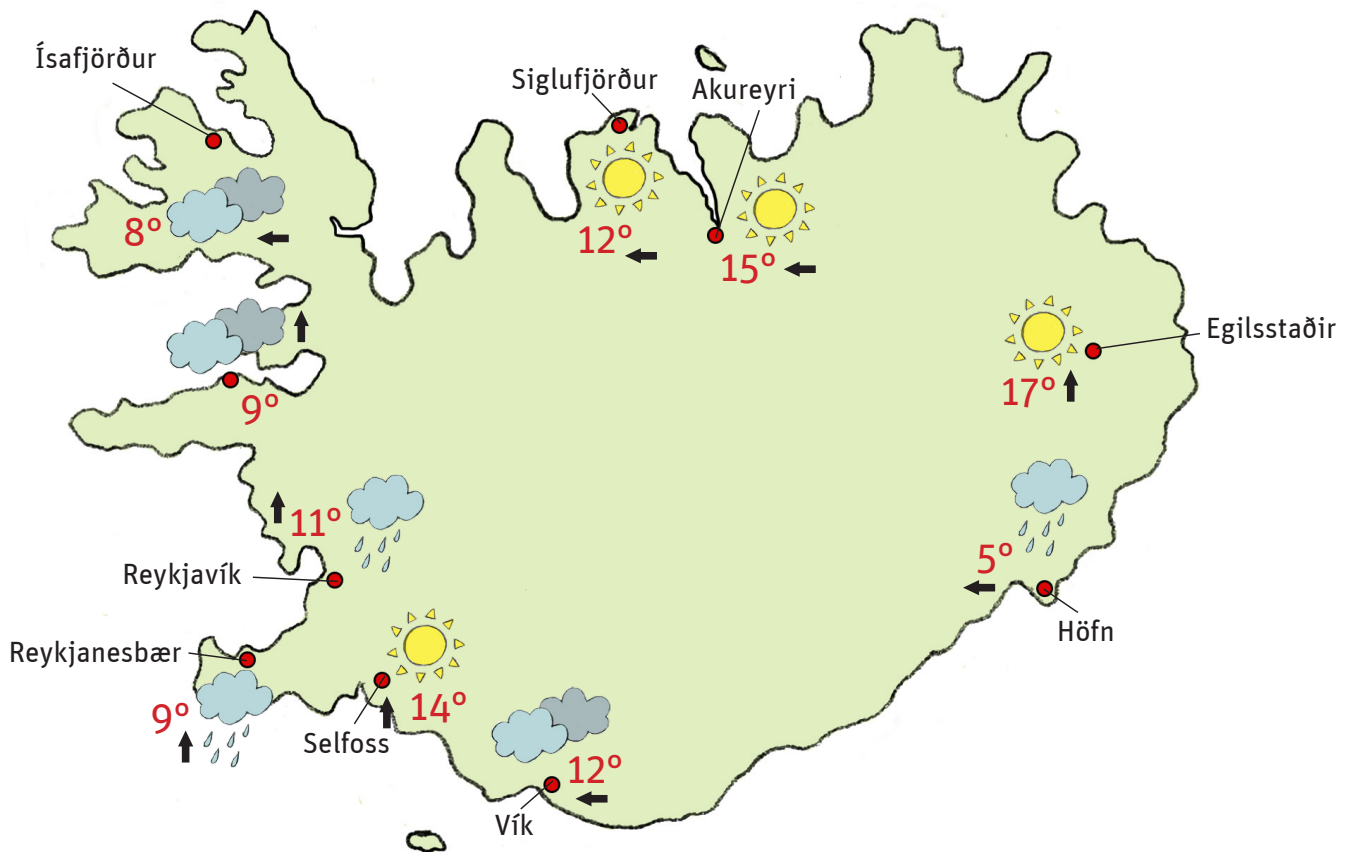 Ísafjörður
Siglufjörður
Akureyri
8°
12°
15°
Egilsstaðir
17°
9°
11°
Reykjavík
5°
Höfn
Reykjanesbær
9°
14°
Selfoss
12°
Vík